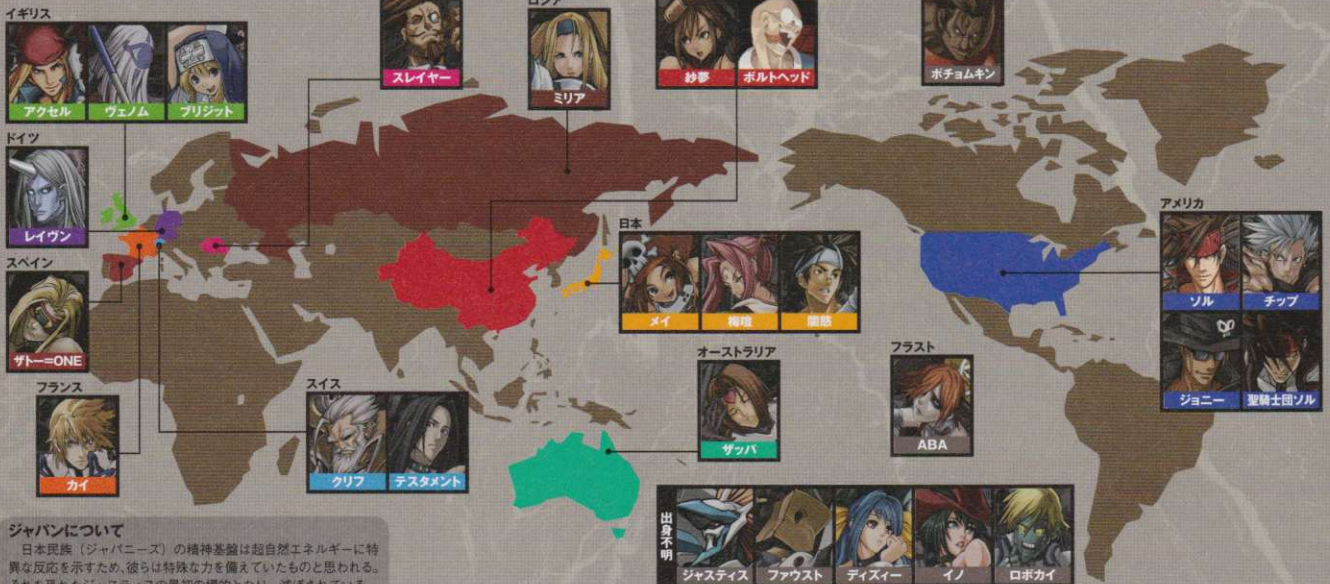 イギリス
アクセル
ヴェノム
ブリジット
スレイヤー
ロシア
ミリア
紗夢
ボルトヘッド
ポチョムキン
ドイツ
レイヴン
スペイン
ザトー=ONE
フランス
カイ
スイス
クリフ
テスタメント
日本
メイ
梅喧
闇慈
オーストラリア
ザッパ
フラスト
ABA
アメリカ
ソル
チップ
ジョニー
聖騎士団ソル
出身不明
ジャスティス
ファウスト
ディズィー
イノ
ロボカイ
ジャパンについて
日本民族（ジャパニーズ）の精神基盤は超自然エネルギーに特
異な反応を示すため、彼らは特殊な力を備えていたものと思われる。